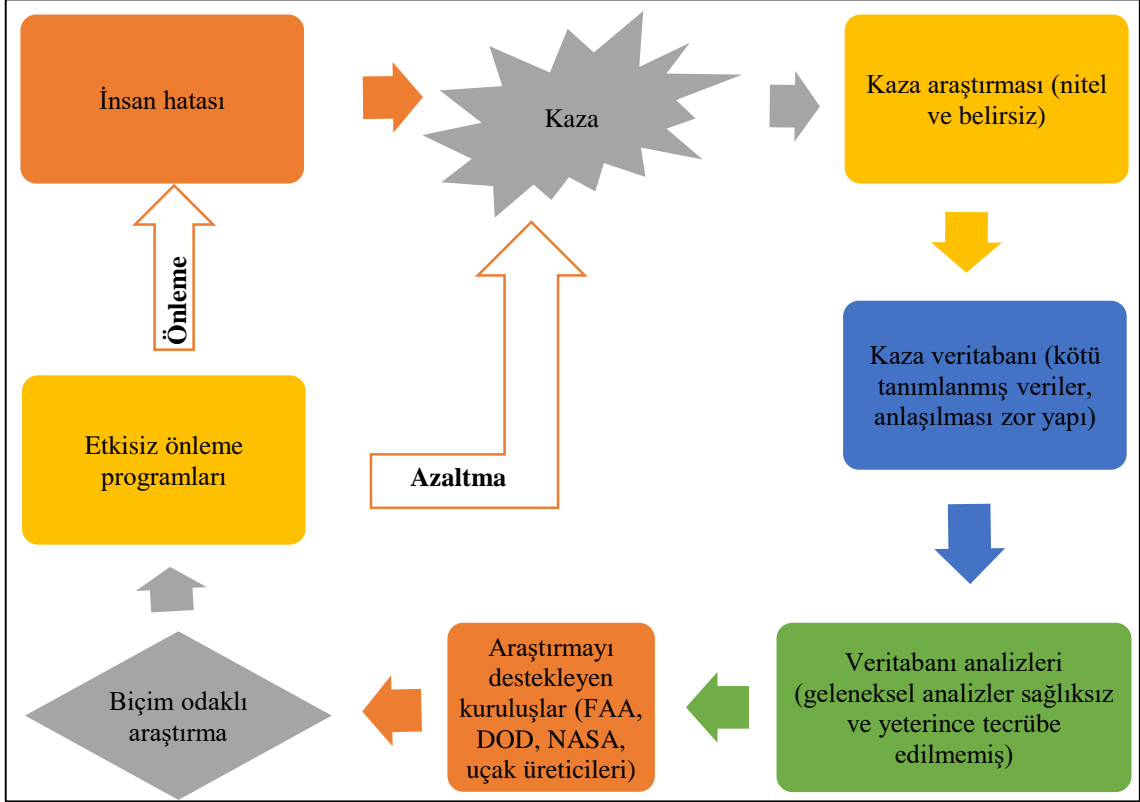 İnsan hatası
Kaza
Kaza araştırması (nitel
ve belirsiz)
Kaza veritabanı (kötü
tanımlanmış veriler,
anlaşılması zor yapı)
Veritabanı analizleri
(geleneksel analizler sağlıksız
ve yeterince tecrübe
edilmemiş)
Araştırmayı
destekleyen
kuruluşlar (FAA,
DOD, NASA,
uçak üreticileri)
Biçim odaklı
araştırma
Etkisiz önleme
programları
Önleme
Azaltma